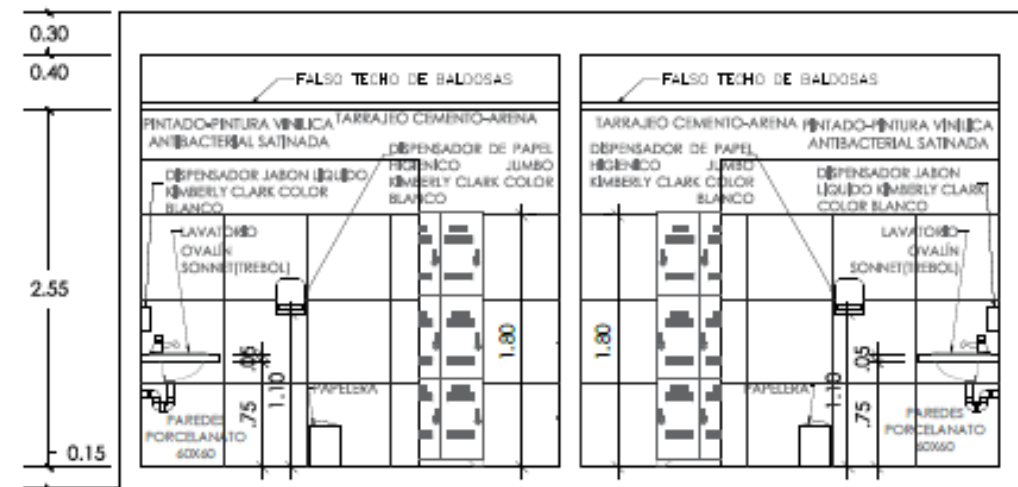 0.30
0.40
2.55
0.15
FALSO TECHO DE BALDOSAS
PINTADO-PINTURA VINILICA
ANTIBACTERIAL SATINADA
TARRAJEO CEMENTO-ARENA
DISPENSADOR DE PAPEL
HIGIENICO JUMBO
KIMBERLY CLARK COLOR
BLANCO
DISPENSADOR JABON LIQUIDO
KIMBERLY CLARK COLOR
BLANCO
LAVATORIO
OVALÍN
SONNET(TREBOL)
1.80
.05
1.10
.75
PAPELERA
PAREDES
PORCELANATO
60X60
FALSO TECHO DE BALDOSAS
TARRAJEO CEMENTO-ARENA
PINTADO-PINTURA VINILICA
ANTIBACTERIAL SATINADA
DISPENSADOR DE PAPEL
HIGIENICO JUMBO
KIMBERLY CLARK COLOR
BLANCO
DISPENSADOR JABON
LIQUIDO KIMBERLY CLARK
COLOR BLANCO
LAVATORIO
OVALÍN
SONNET(TREBOL)
1.80
.05
1.10
.75
PAPELERA
PAREDES
PORCELANATO
60X60